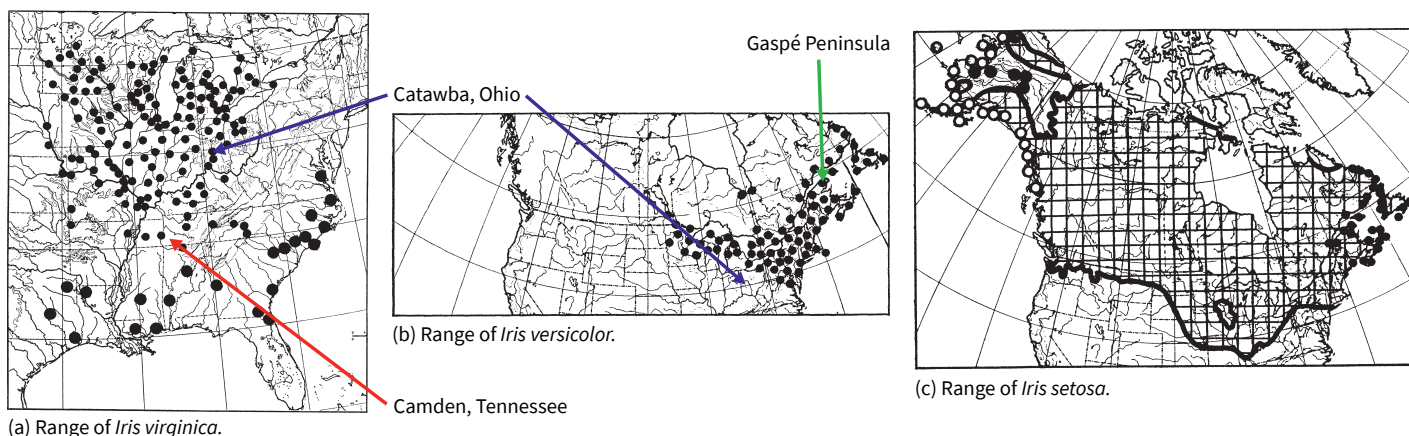 Gaspé Peninsula
Catawba, Ohio
(b) Range of Iris versicolor.
Camden, Tennessee
(a) Range of Iris virginica.
(c) Range of Iris setosa.